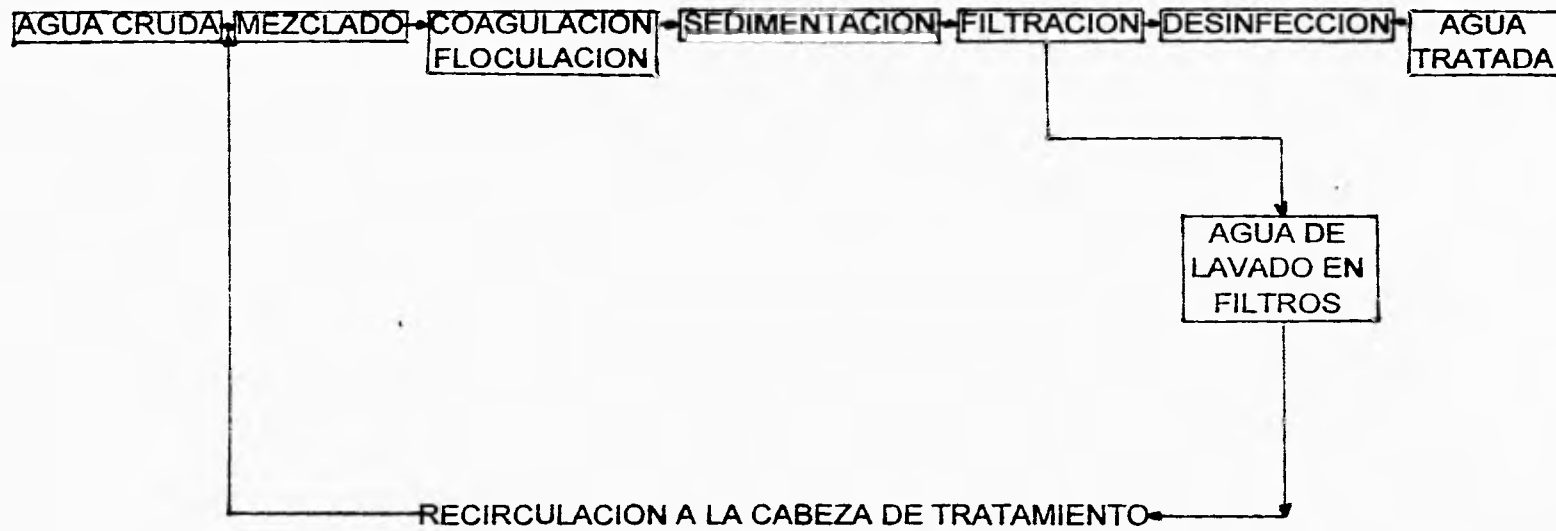 AGUA CRUDA
MEZCLADO
COAGULACION
FLOCULACION
SEDIMENTACIÓN
FILTRACION
DESINFECCION
AGUA
TRATADA
AGUA DE
LAVADO EN
FILTROS
RECIRCULACION A LA CABEZA DE TRATAMIENTO